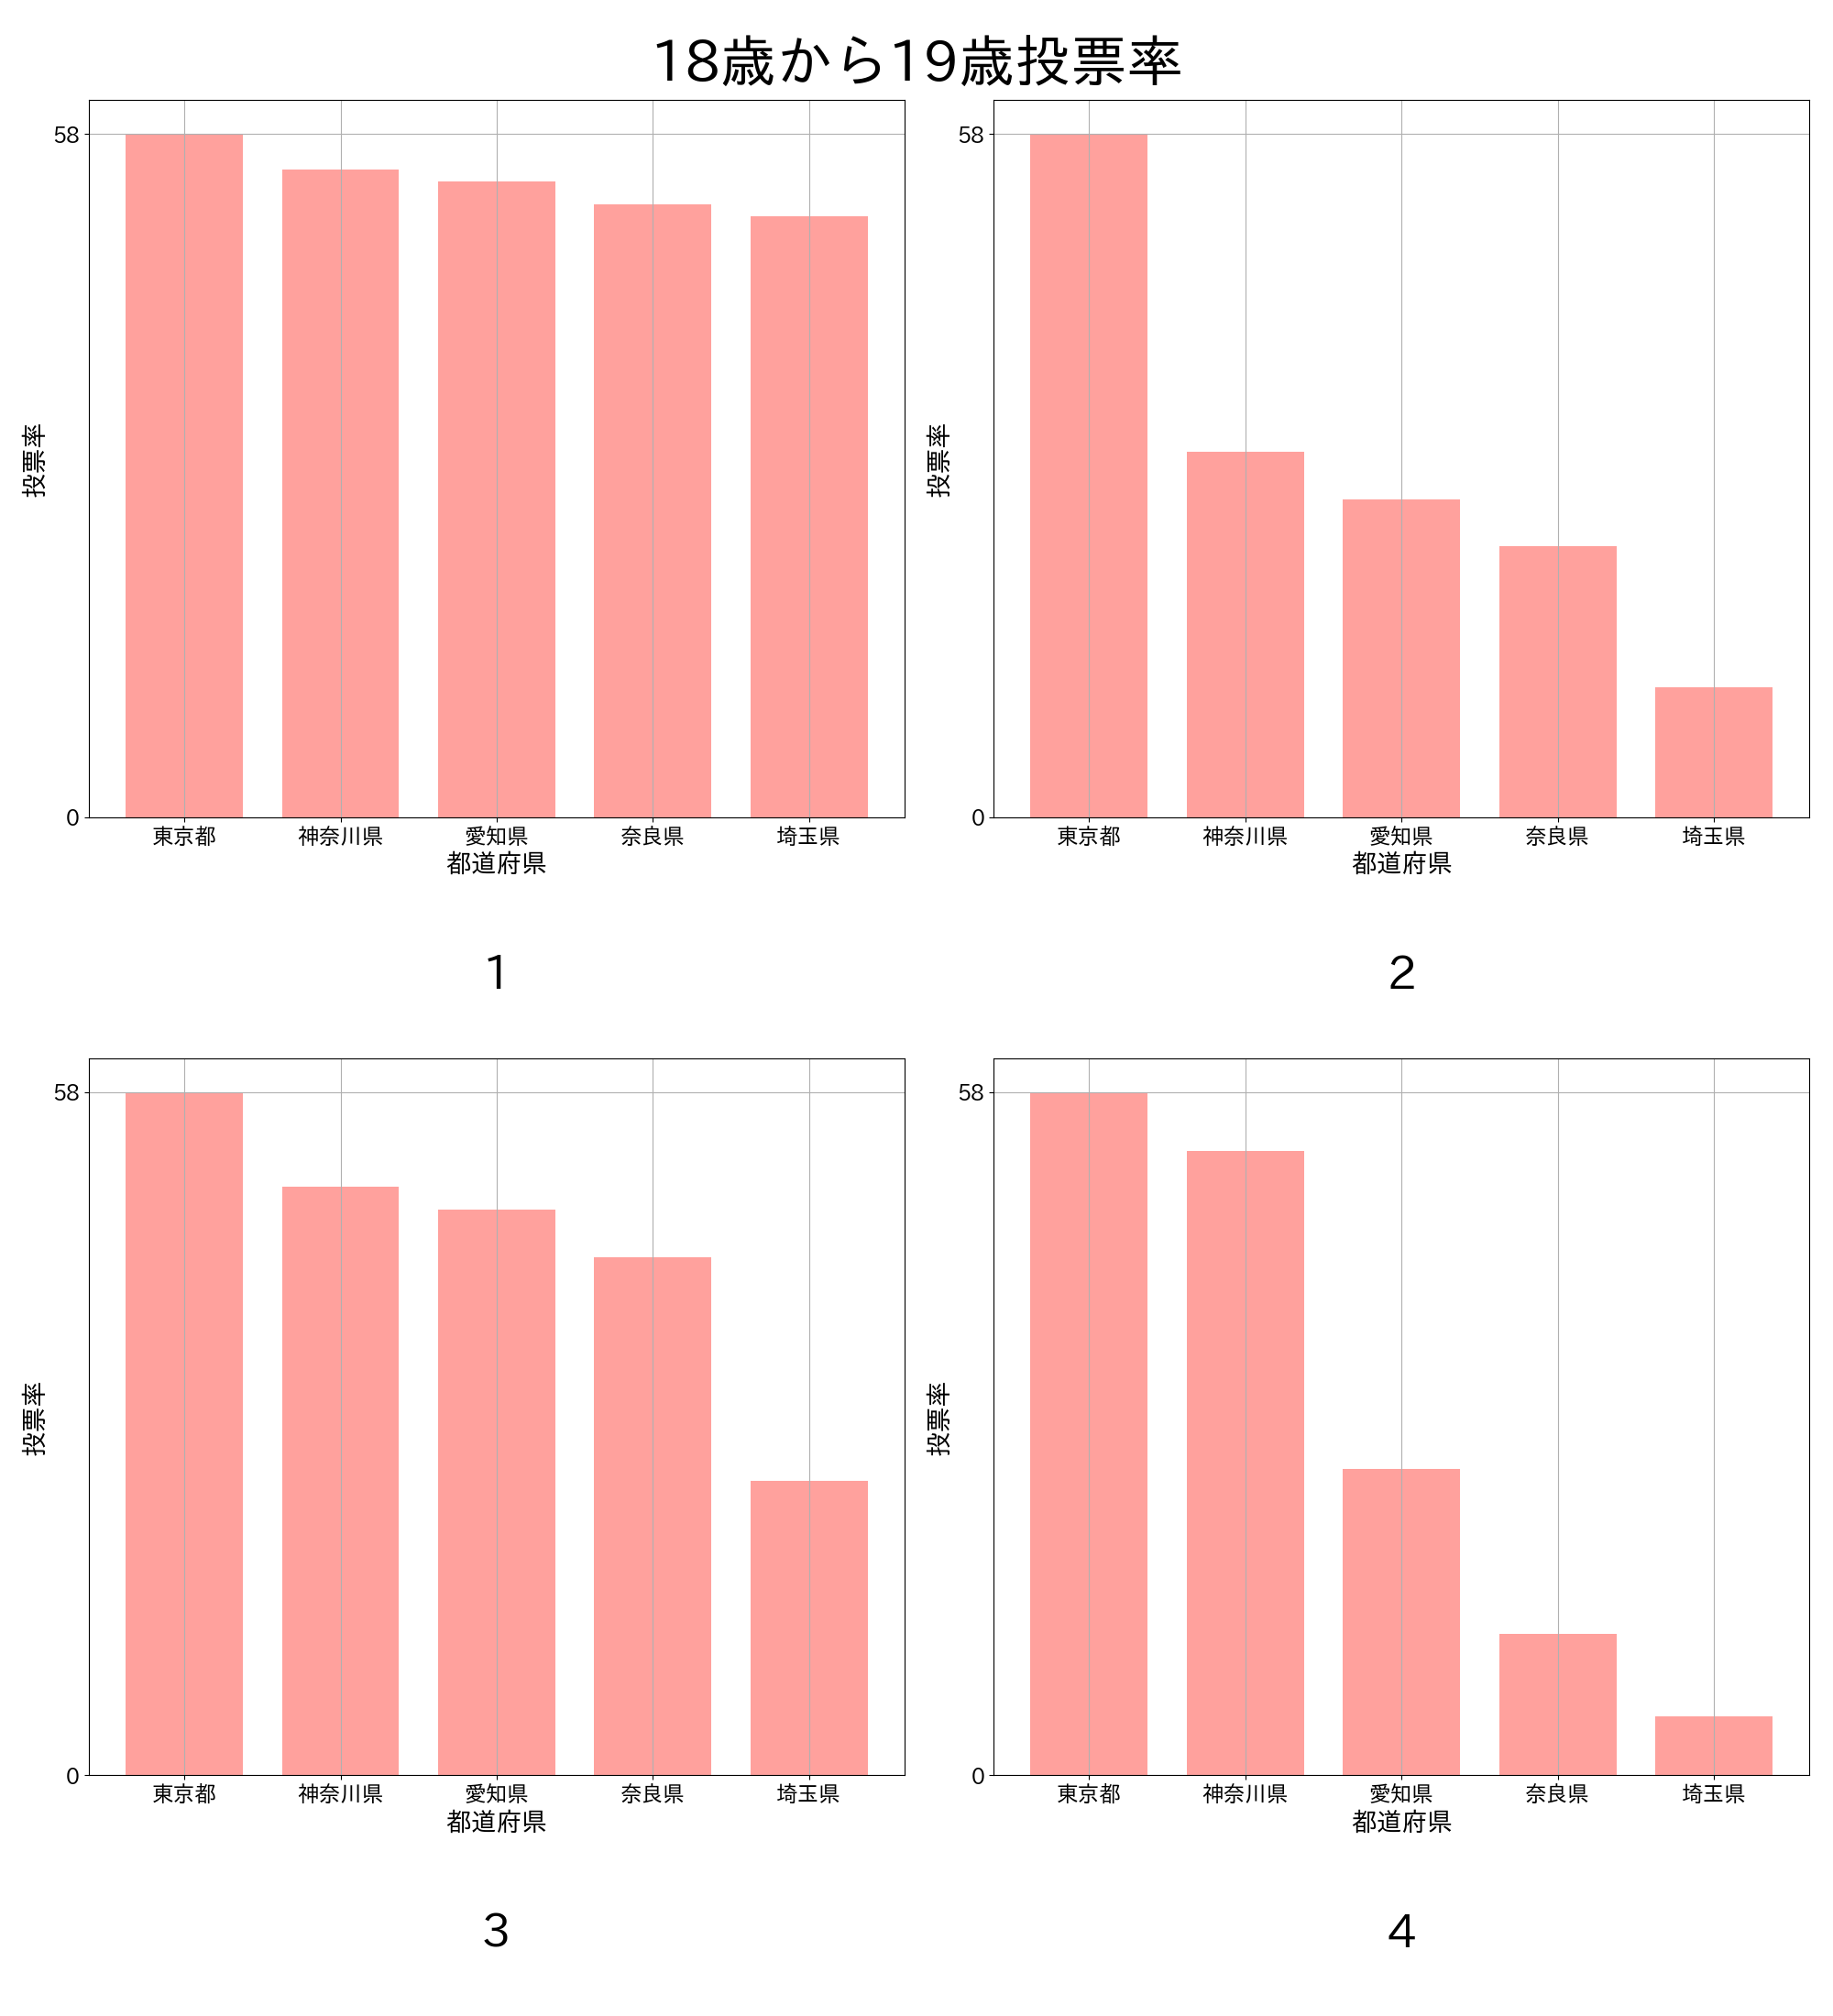 18歳から19歳投票率
58
0
投票率
東京都 神奈川県 愛知県 奈良県 埼玉県
都道府県
1
58
0
投票率
東京都 神奈川県 愛知県 奈良県 埼玉県
都道府県
2
58
0
投票率
東京都 神奈川県 愛知県 奈良県 埼玉県
都道府県
3
58
0
投票率
東京都 神奈川県 愛知県 奈良県 埼玉県
都道府県
4